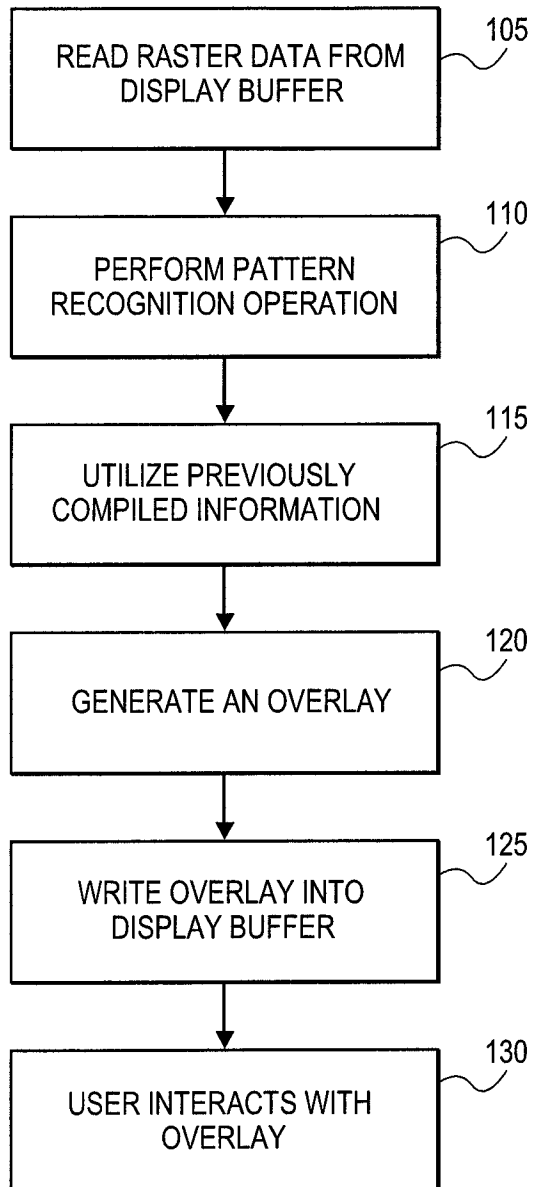 READ RASTER DATA FROM
DISPLAY BUFFER
105
PERFORM PATTERN
RECOGNITION OPERATION
110
UTILIZE PREVIOUSLY
COMPILED INFORMATION
115
GENERATE AN OVERLAY
120
WRITE OVERLAY INTO
DISPLAY BUFFER
125
USER INTERACTS WITH
OVERLAY
130